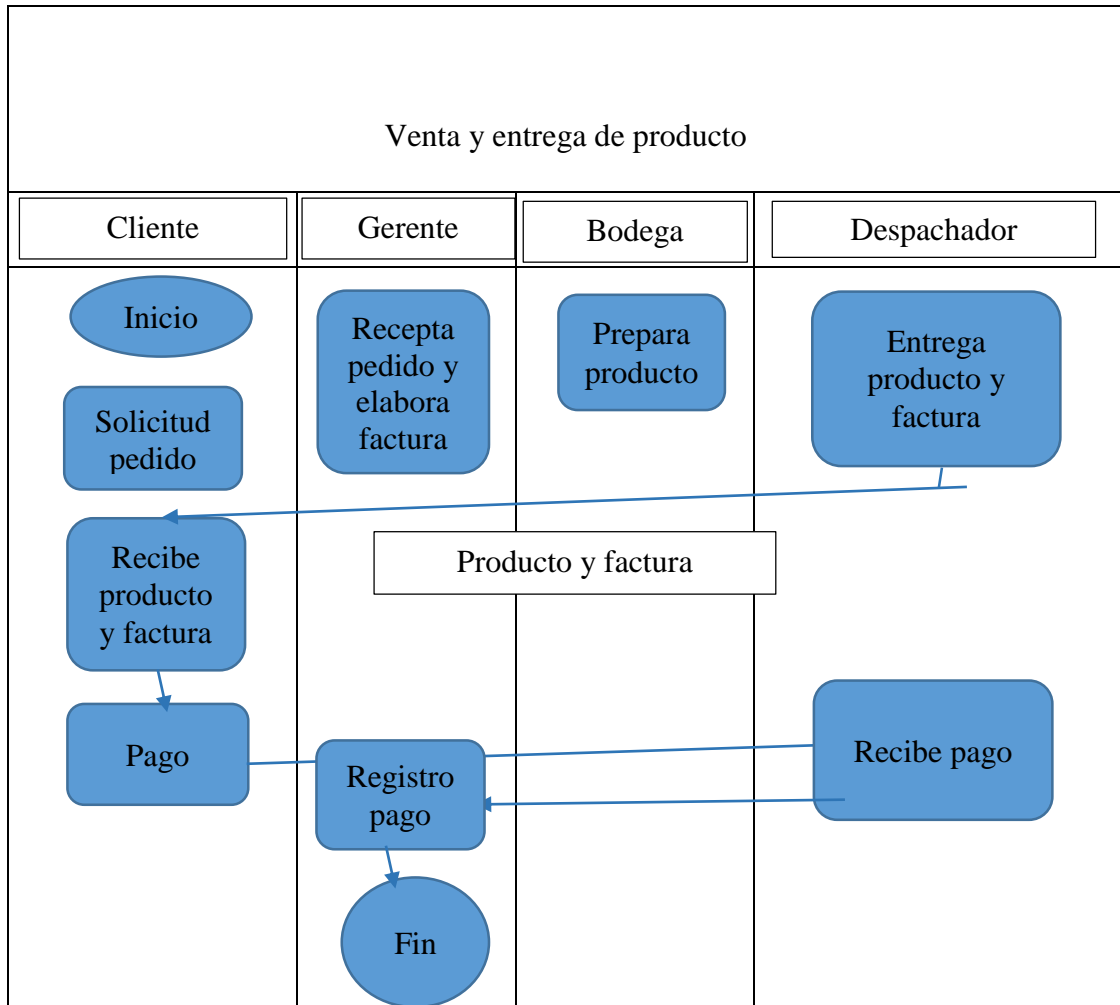 Venta y entrega de producto
Cliente
Gerente
Bodega
Despachador
Inicio
Recepta
pedido y
elabora
factura
Prepara
producto
Entrega
producto y
factura
Solicitud
pedido
Recibe
producto
y factura
Producto y factura
Pago
Registro
pago
Recibe pago
Fin